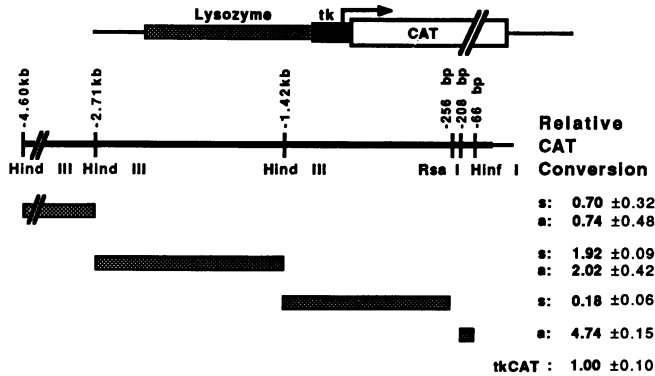 Lysozyme tk
CAT
-4.60kb
-2.71kb
-1.42kb
-256 bp
-208 bp
-66 bp
Relative
CAT
Conversion
Hind III Hind III Hind III Rsa I Hinf I
s: 0.70 ±0.32
a: 0.74 ±0.48
s: 1.92 ±0.09
a: 2.02 ±0.42
s: 0.18 ±0.06
a: 4.74 ±0.15
tkCAT : 1.00 ±0.10